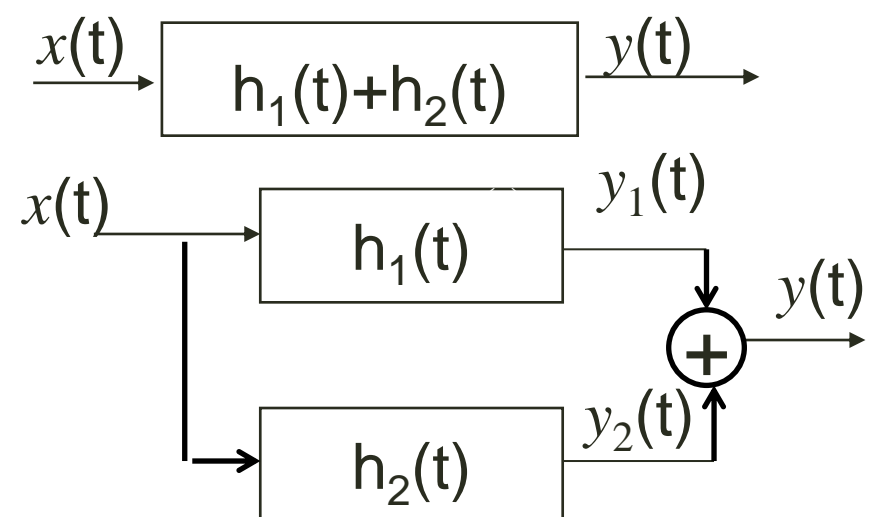 x(t)
h₁(t)+h₂(t)
y(t)
x(t)
h₁(t)
y₁(t)
+
y(t)
h₂(t)
y₂(t)